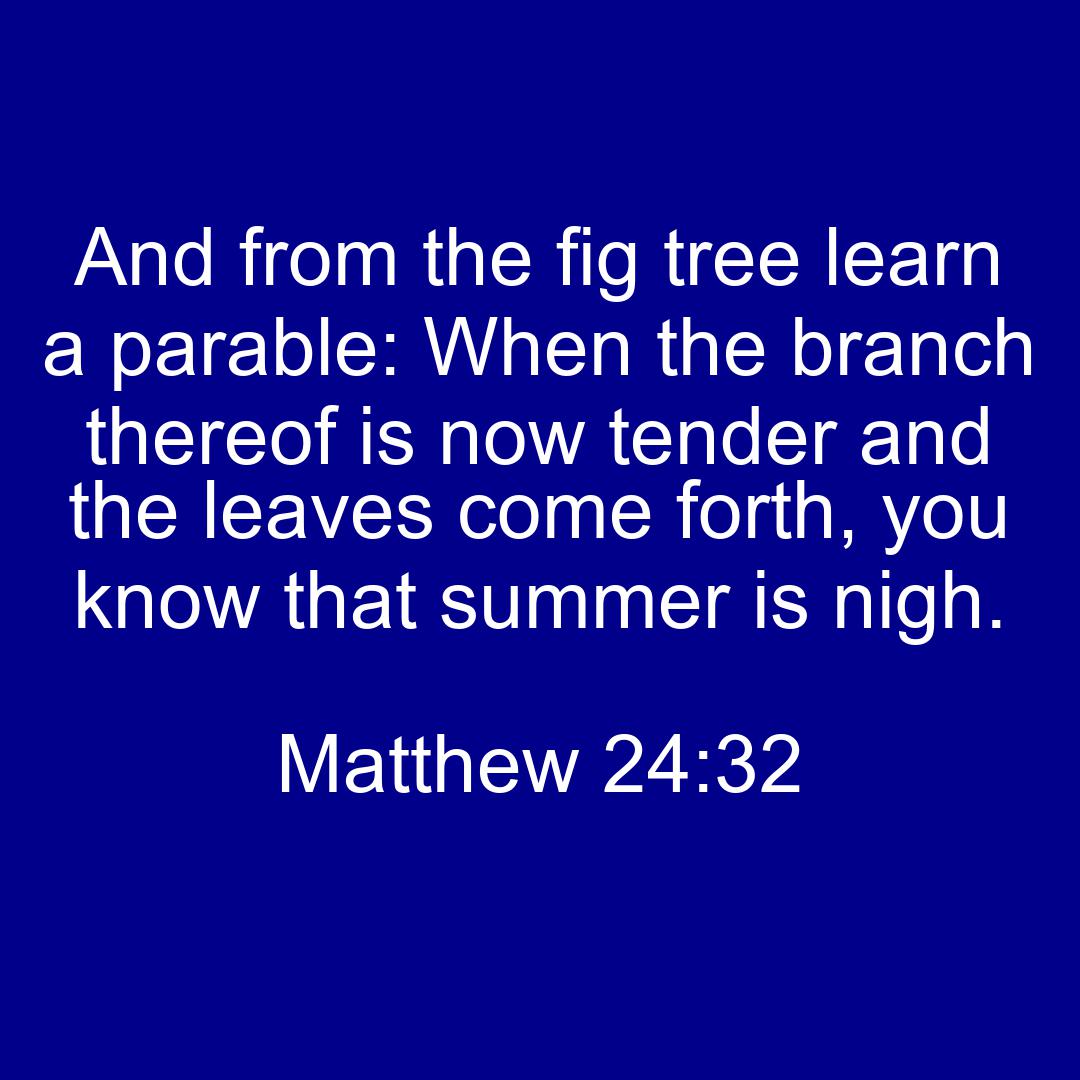 And from the fig tree learn
a parable: When the branch
thereof is now tender and
the leaves come forth, you
know that summer is nigh.
Matthew 24:32